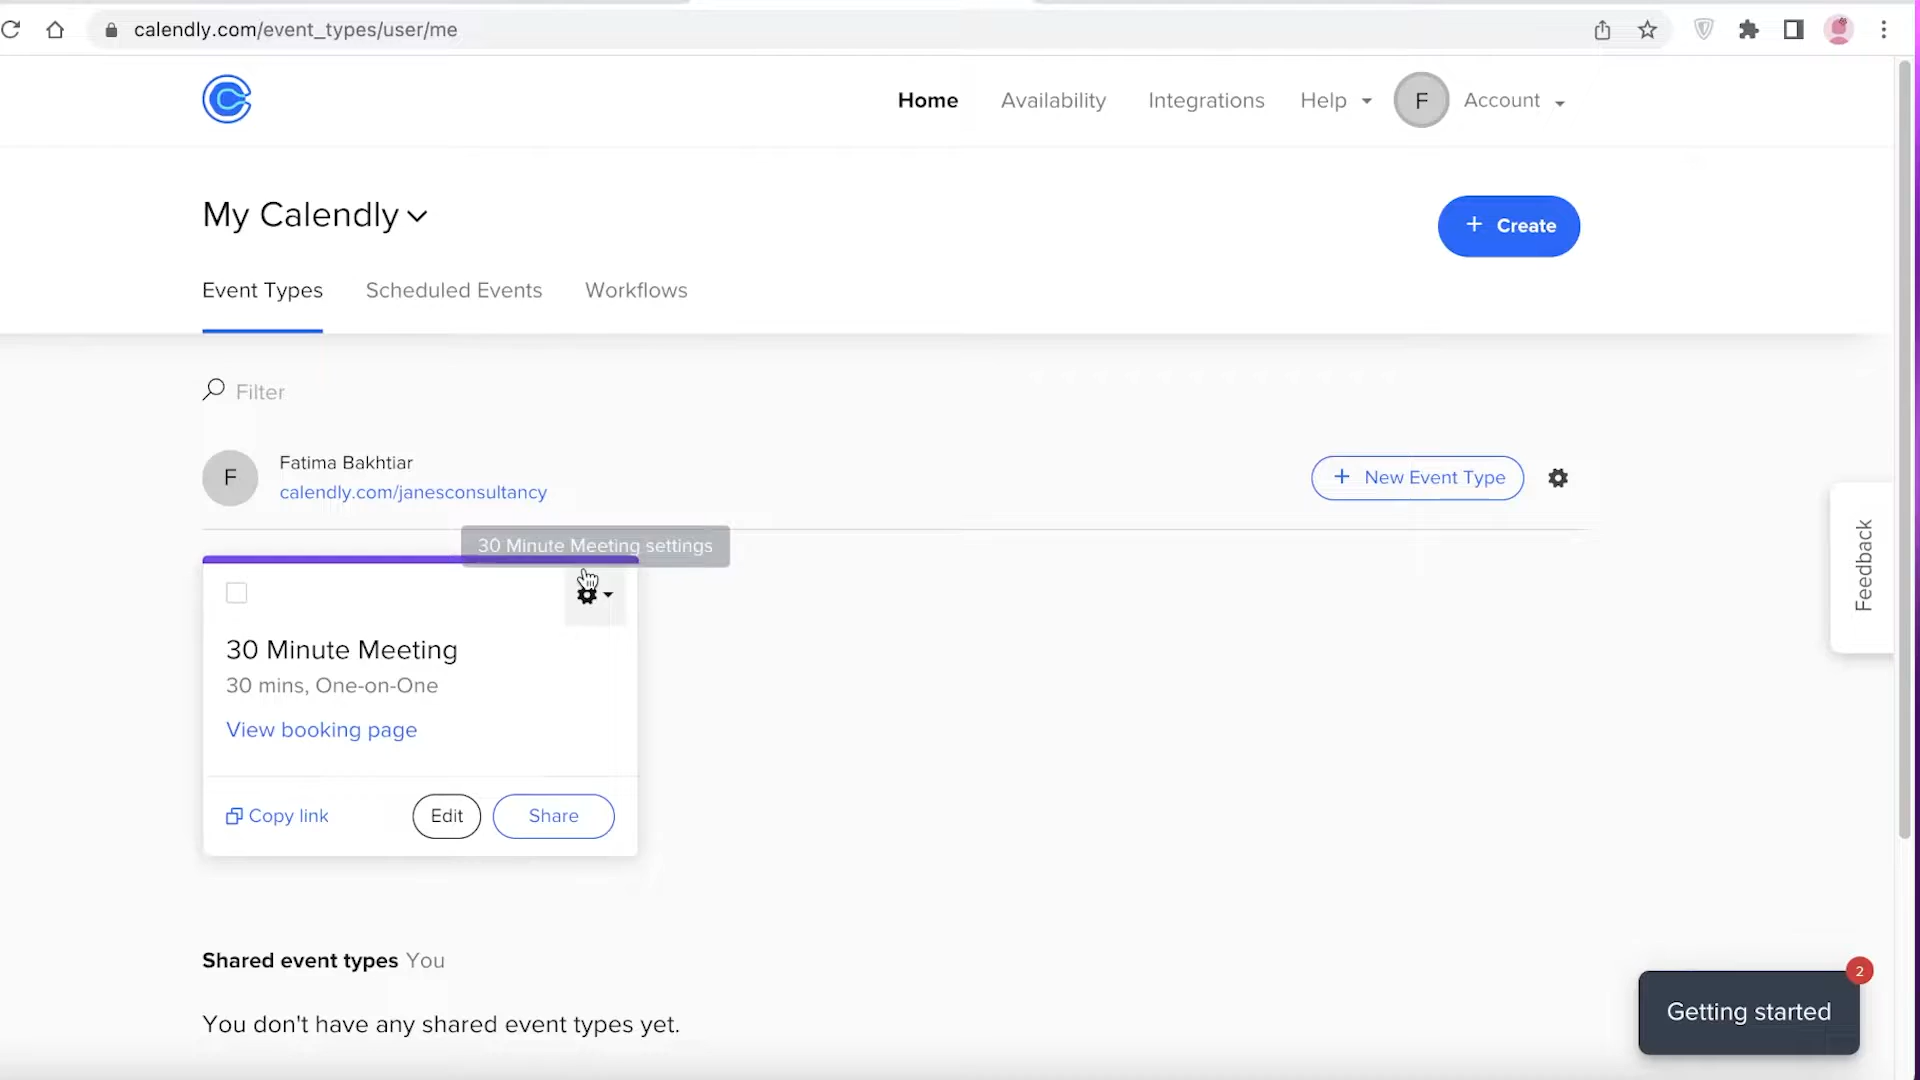 calendly.com/event_types/user/me
Home Availability Integrations Help F Account
My Calendly
+ Create
Event Types Scheduled Events Workflows
Filter
F
Fatima Bakhtiar
calendly.com/janesconsultancy
+ New Event Type
30 Minute Meeting settings
30 Minute Meeting
30 mins, One-on-One
View booking page
Copy link Edit Share
Feedback
Shared event types You
You don't have any shared event types yet.
2
Getting started